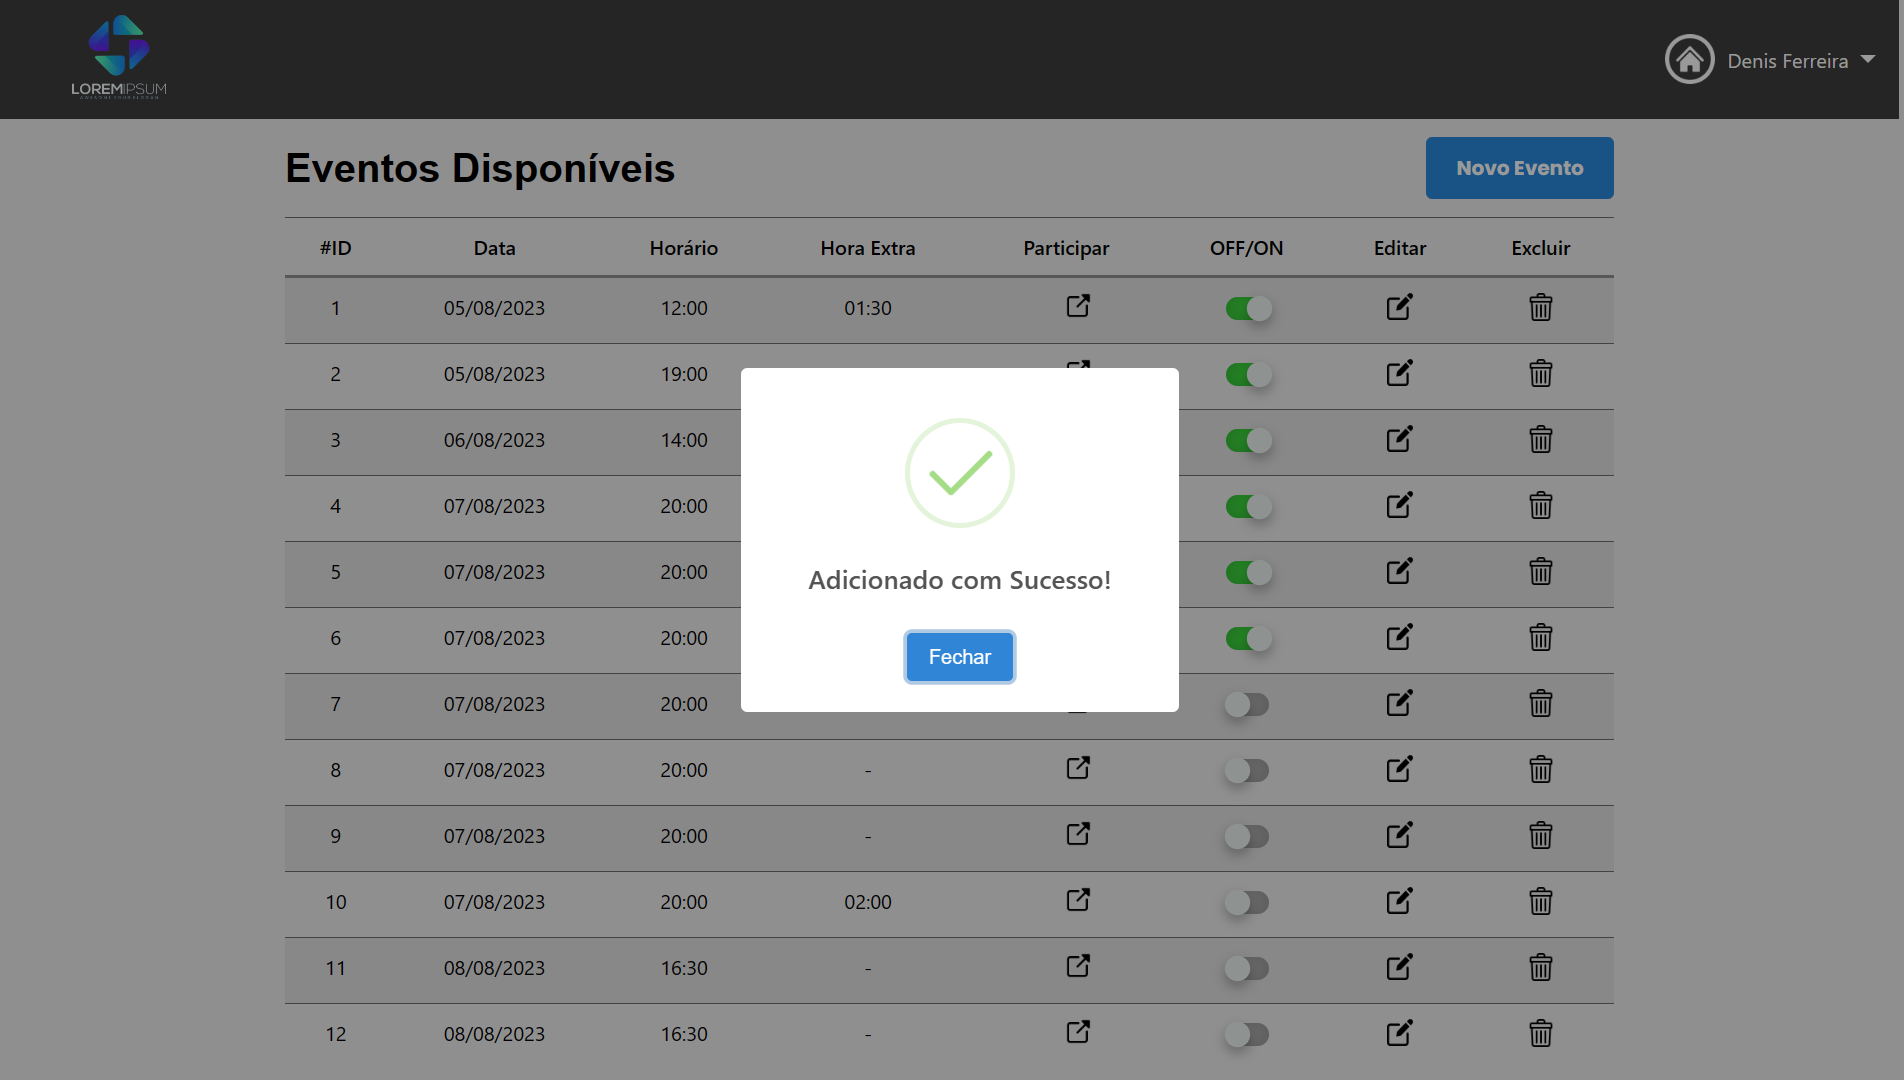 LOREMIPSUM
Denis Ferreira
Eventos Disponíveis
Novo Evento
#ID Data Horário Hora Extra Participar OFF/ON Editar Excluir
1 05/08/2023 12:00 01:30
2 05/08/2023 19:00
3 06/08/2023 14:00
4 07/08/2023 20:00
5 07/08/2023 20:00
6 07/08/2023 20:00
7 07/08/2023 20:00
8 07/08/2023 20:00 -
9 07/08/2023 20:00 -
10 07/08/2023 20:00 02:00
11 08/08/2023 16:30 -
12 08/08/2023 16:30 -
Adicionado com Sucesso!
Fechar